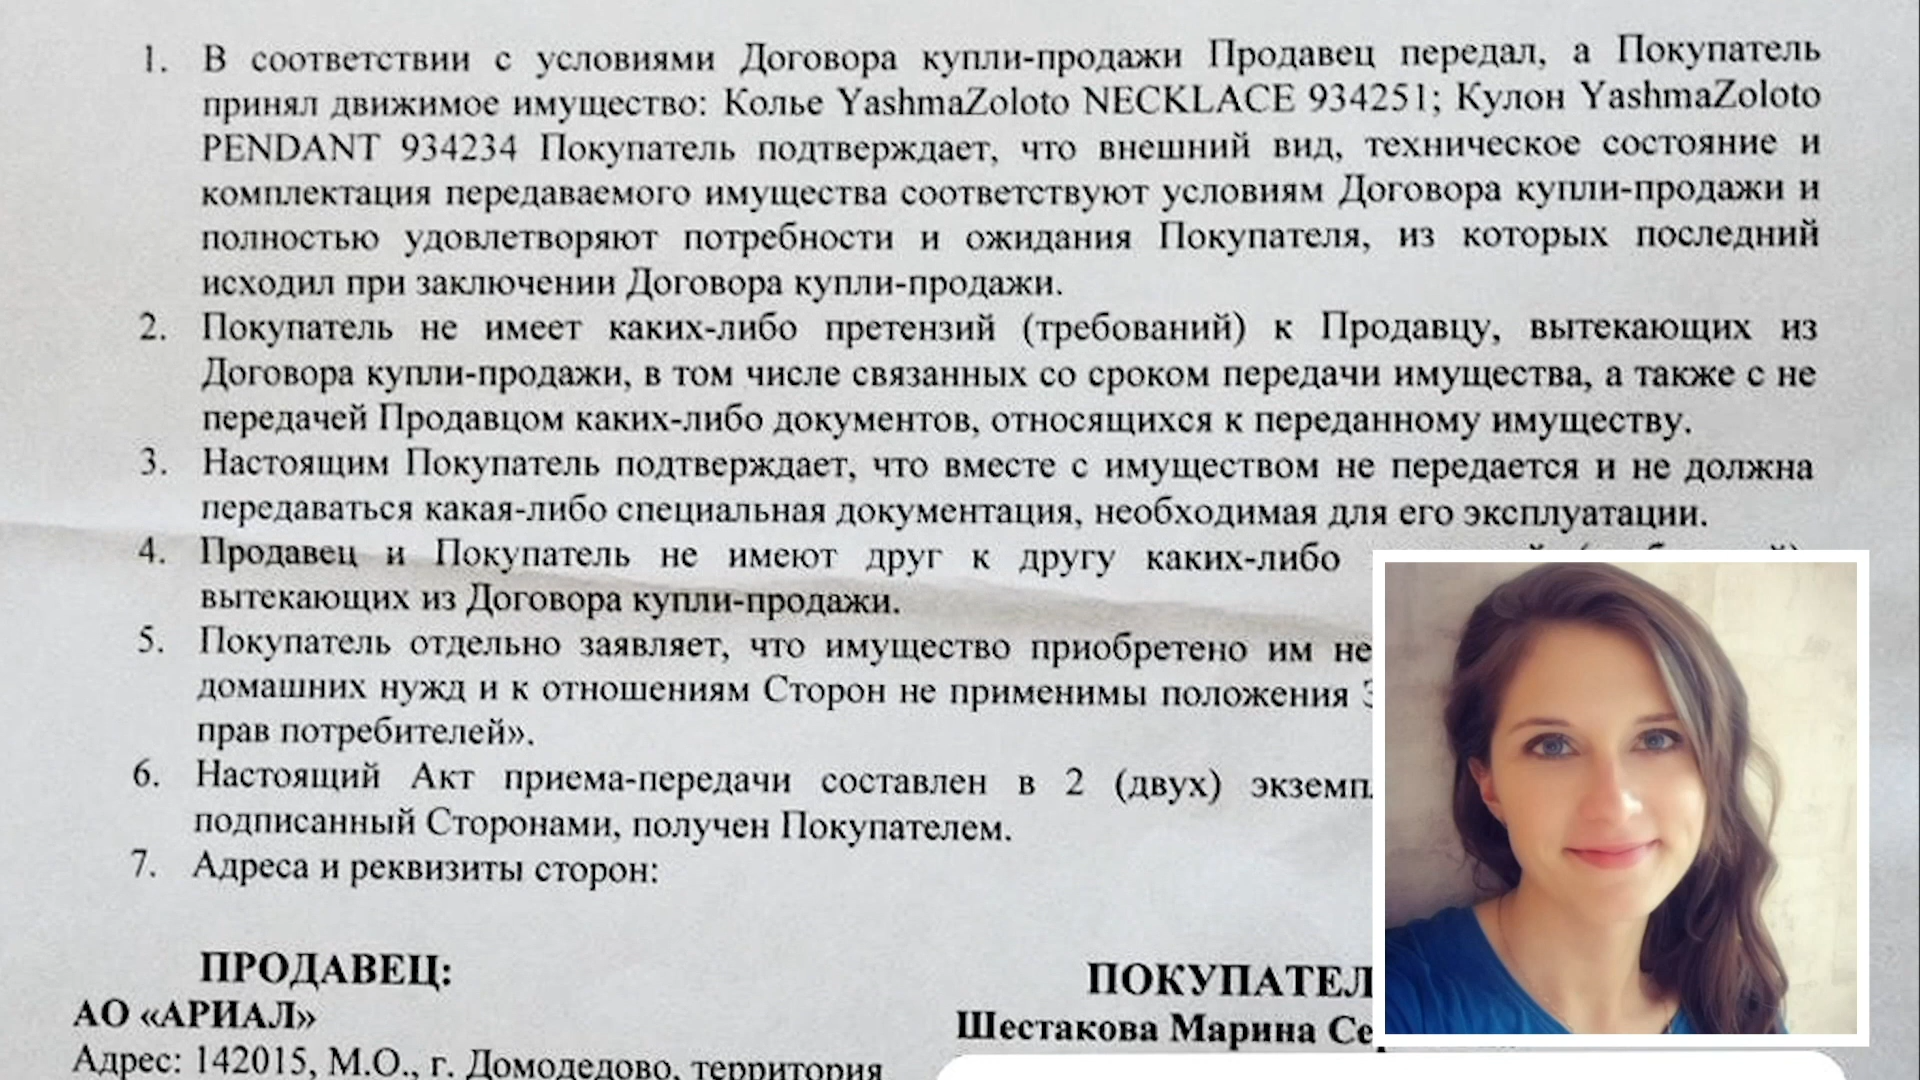 1. В соответствии с условиями Договора купли-продажи Продавец передал, а Покупатель
принял движимое имущество: Колье YashmaZoloto NECKLACE 934251; Кулон YashmaZoloto
PENDANT 934234 Покупатель подтверждает, что внешний вид, техническое состояние и
комплектация передаваемого имущества соответствуют условиям Договора купли-продажи и
полностью удовлетворяют потребности и ожидания Покупателя, из которых последний
исходил при заключении Договора купли-продажи.
2. Покупатель не имеет каких-либо претензий (требований) к Продавцу, вытекающих из
Договора купли-продажи, в том числе связанных со сроком передачи имущества, а также с не
передачей Продавцом каких-либо документов, относящихся к переданному имуществу.
3. Настоящим Покупатель подтверждает, что вместе с имуществом не передается и не должна
передаваться какая-либо специальная документация, необходимая для его эксплуатации.
4. Продавец и Покупатель не имеют друг к другу каких-либо
вытекающих из Договора купли-продажи.
5. Покупатель отдельно заявляет, что имущество приобретено им не
домашних нужд и к отношениям Сторон не применимы положения
прав потребителей».
6. Настоящий Акт приема-передачи составлен в 2 (двух)
подписанный Сторонами, получен Покупателем.
7. Адреса и реквизиты сторон:
ПРОДАВЕЦ:
АО «АРИАЛ»
Адрес: 142015, М.О., г. Домодедово, территория
ПОКУПАТЕЛ
Шестакова Марина